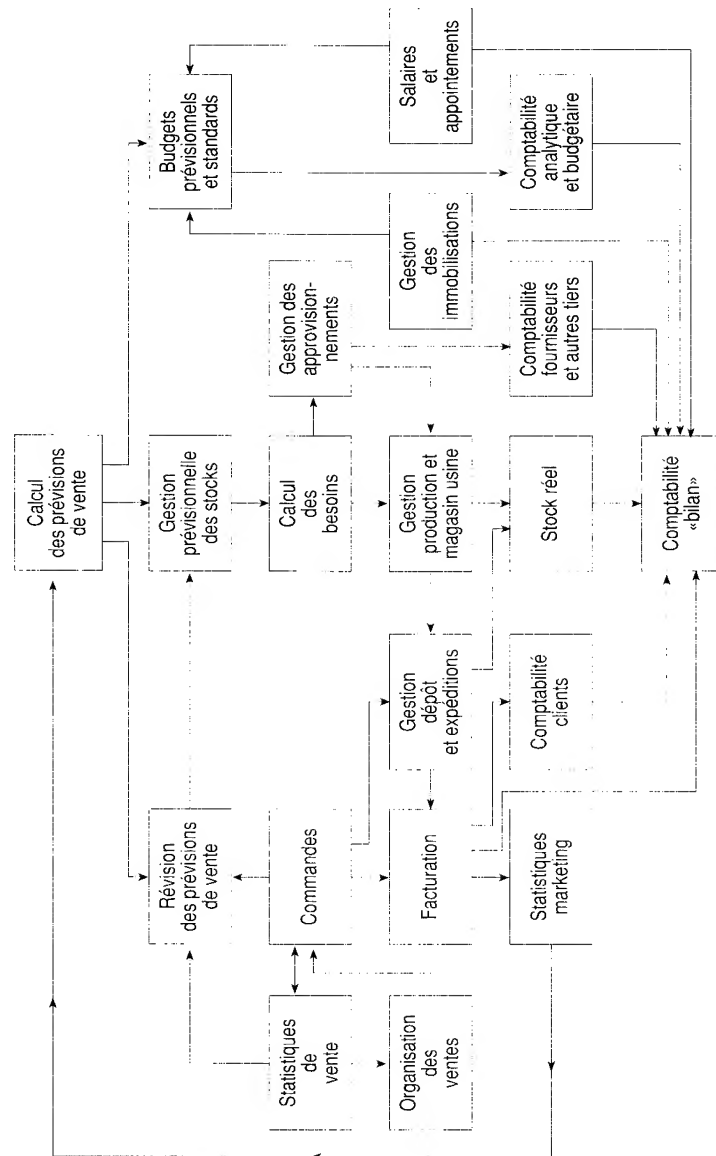 Calcul
des prévisions
de vente
Révision
des prévisions
de vente
Gestion
prévisionnelle
des stocks
Budgets
prévisionnels
et standards
Statistiques
de
vente
Commandes
Calcul
des
besoins
Gestion des
approvision-
nements
Organisation
des
ventes
Facturation
Gestion
dépôt
et expéditions
Gestion
production et
magasin usine
Gestion
des
immobilisations
Salaires
et
appointements
Statistiques
marketing
Comptabilité
clients
Stock réel
Comptabilité
fournisseurs
et autres tiers
Comptabilité
analytique
et budgétaire
Comptabilité
«bilan»